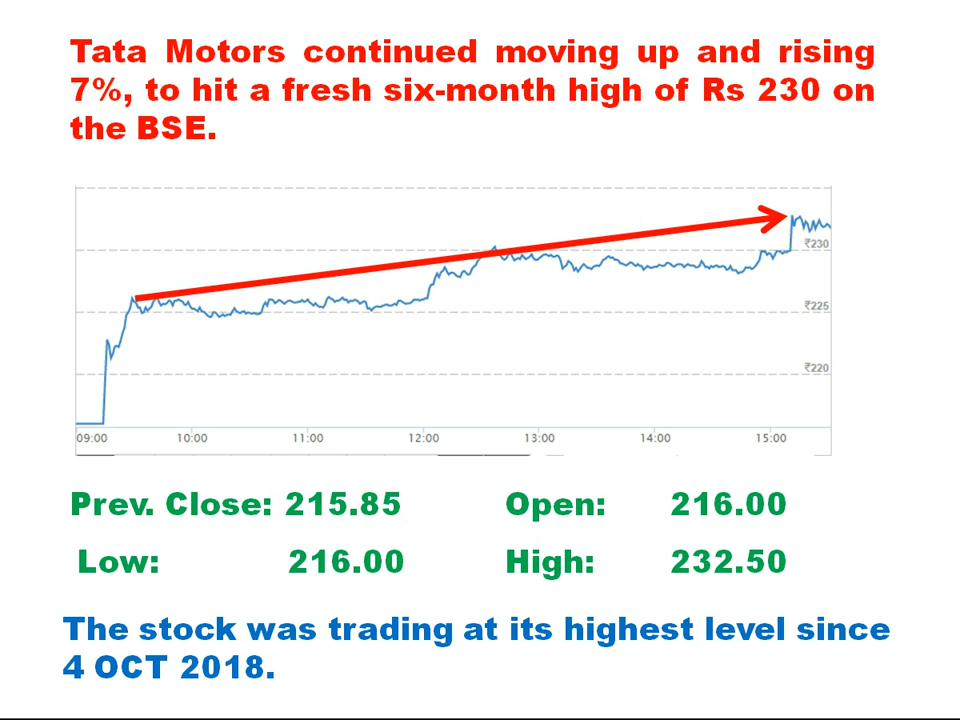 Tata Motors continued moving up and rising
7%, to hit a fresh six-month high of Rs 230 on
the BSE.
₹230
₹225
₹220
09:00 10:00 11:00 12:00 13:00 14:00 15:00
Prev. Close: 215.85 Open: 216.00
Low: 216.00 High: 232.50
The stock was trading at its highest level since
4 OCT 2018.